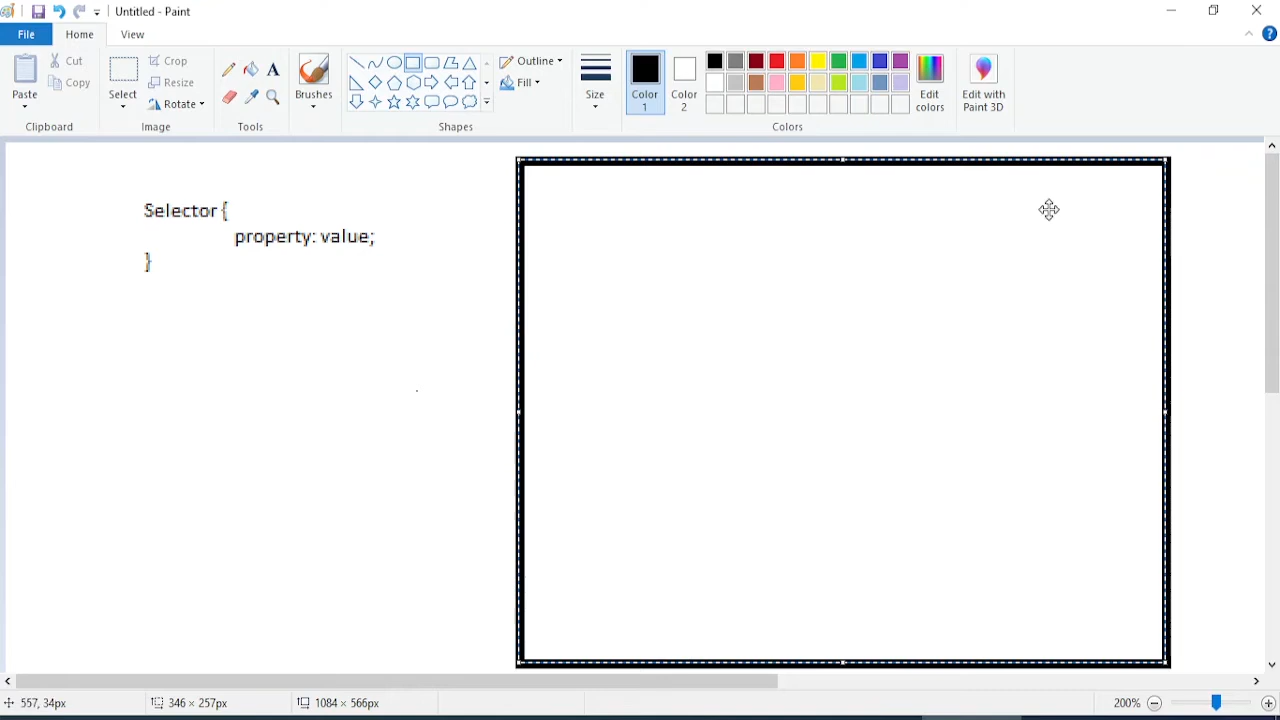 Untitled - Paint
File
Home
View
Paste
Cut
Copy
Clipboard
Resize
Rotate
Image
Tools
Brushes
Shapes
Outline
Fill
Size
Color
1
Color
2
Edit
colors
Colors
Edit with
Paint 3D
Selector {
property: value;
}
557, 34px
346 × 257px
1084 × 566px
200%